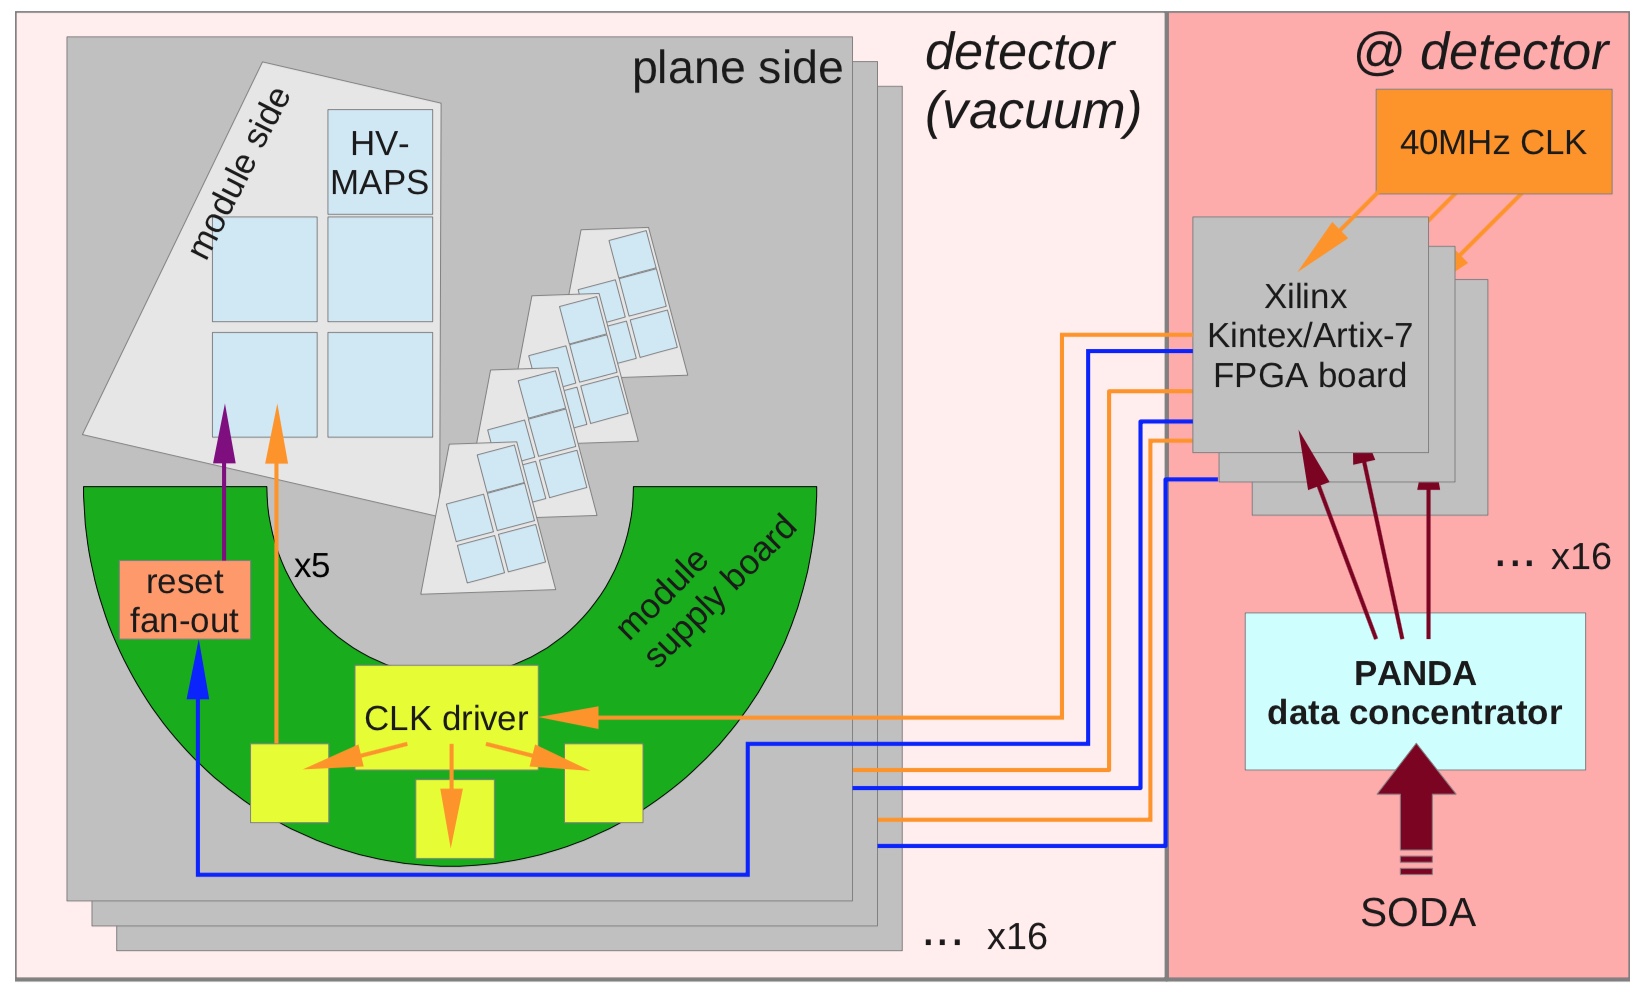 plane side
detector
(vacuum)
@ detector
module side
HV-
MAPS
40MHz CLK
Xilinx
Kintex/Artix-7
FPGA board
x5
reset
fan-out
module
supply board
CLK driver
... x16
PANDA
data concentrator
SODA
... x16